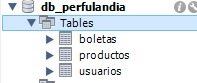 db_perfulandia
Tables
boletas
productos
usuarios